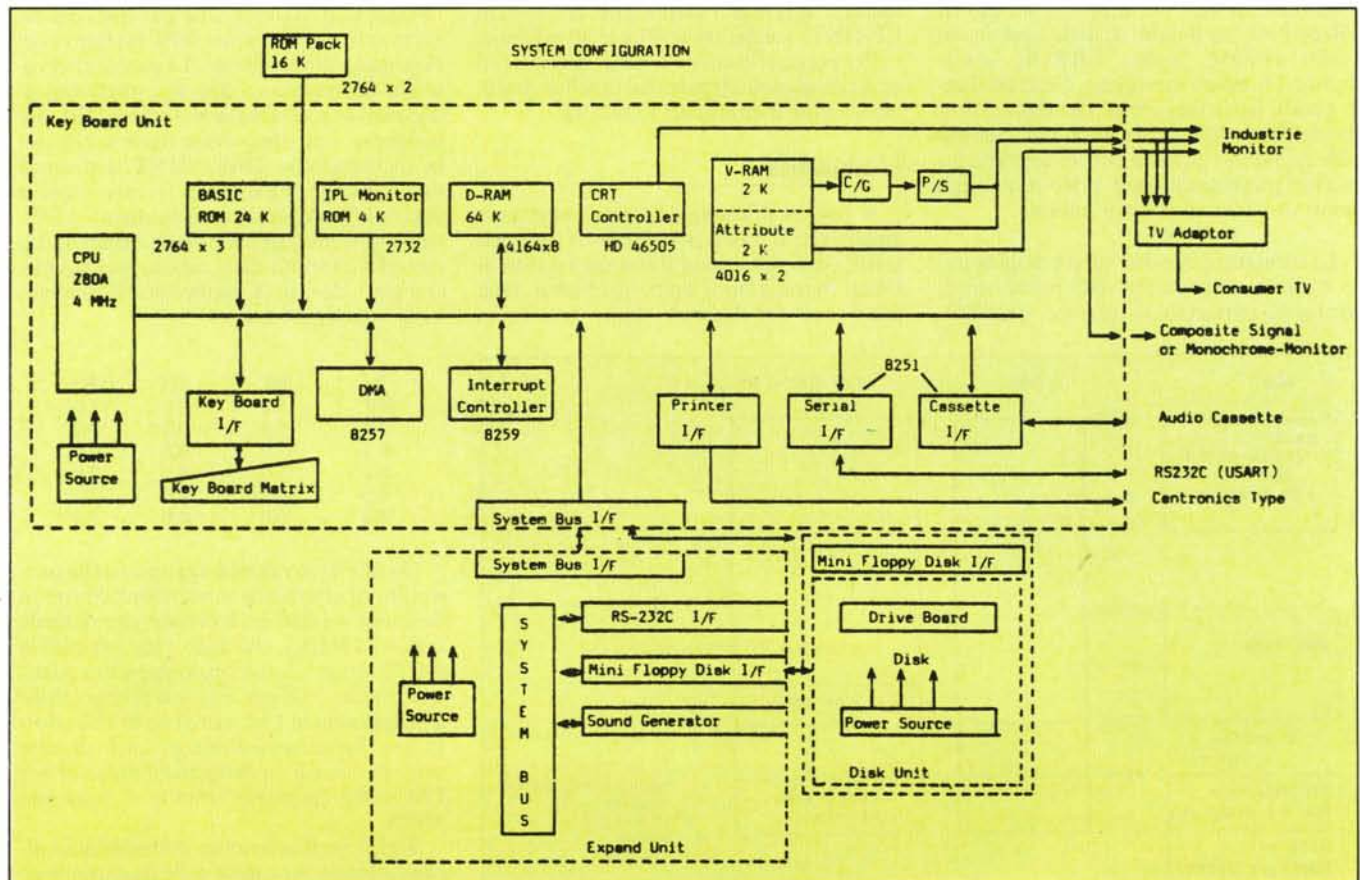 ROM Pack
16 K
SYSTEM CONFIGURATION
2764 x 2
Key Board Unit
Industrie
Monitor
BASIC
ROM 24 K
IPL Monitor
ROM 4 K
D-RAM
64 K
CRT
Controller
V-RAM
2 K
C/G
P/S
Attribute
2 K
TV Adaptor
2764 x 3
2732
4164x8
HD 46505
4016 x 2
CPU
Z80A
4 MHz
Consumer TV
Composite Signal
or Monochrome-Monitor
Key Board
I/F
DMA
Interrupt
Controller
8251
Printer
I/F
Serial
I/F
Cassette
I/F
Audio Cassette
8257
8259
Power
Source
Key Board Matrix
RS232C (USART)
Centronics Type
System Bus I/F
System Bus I/F
Mini Floppy Disk I/F
SYSTEM BUS
RS-232C I/F
Drive Board
Mini Floppy Disk I/F
Disk
Power
Source
Sound Generator
Power Source
Disk Unit
Expand Unit